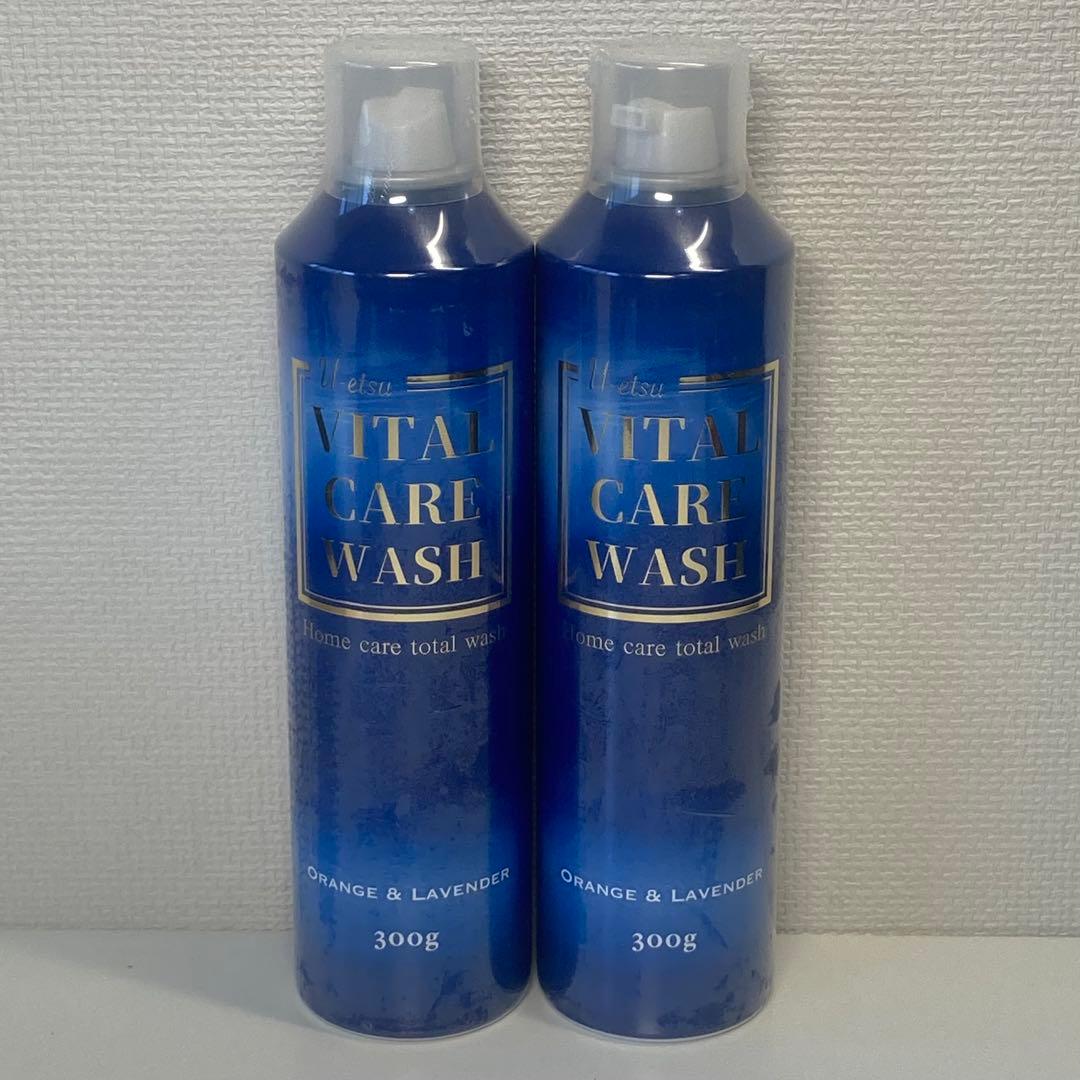 U-etsu
VITAL
CARE
WASH
Home care total wash
ORANGE & LAVENDER
300g
U-etsu
VITAL
CARE
WASH
Home care total wash
ORANGE & LAVENDER
300g